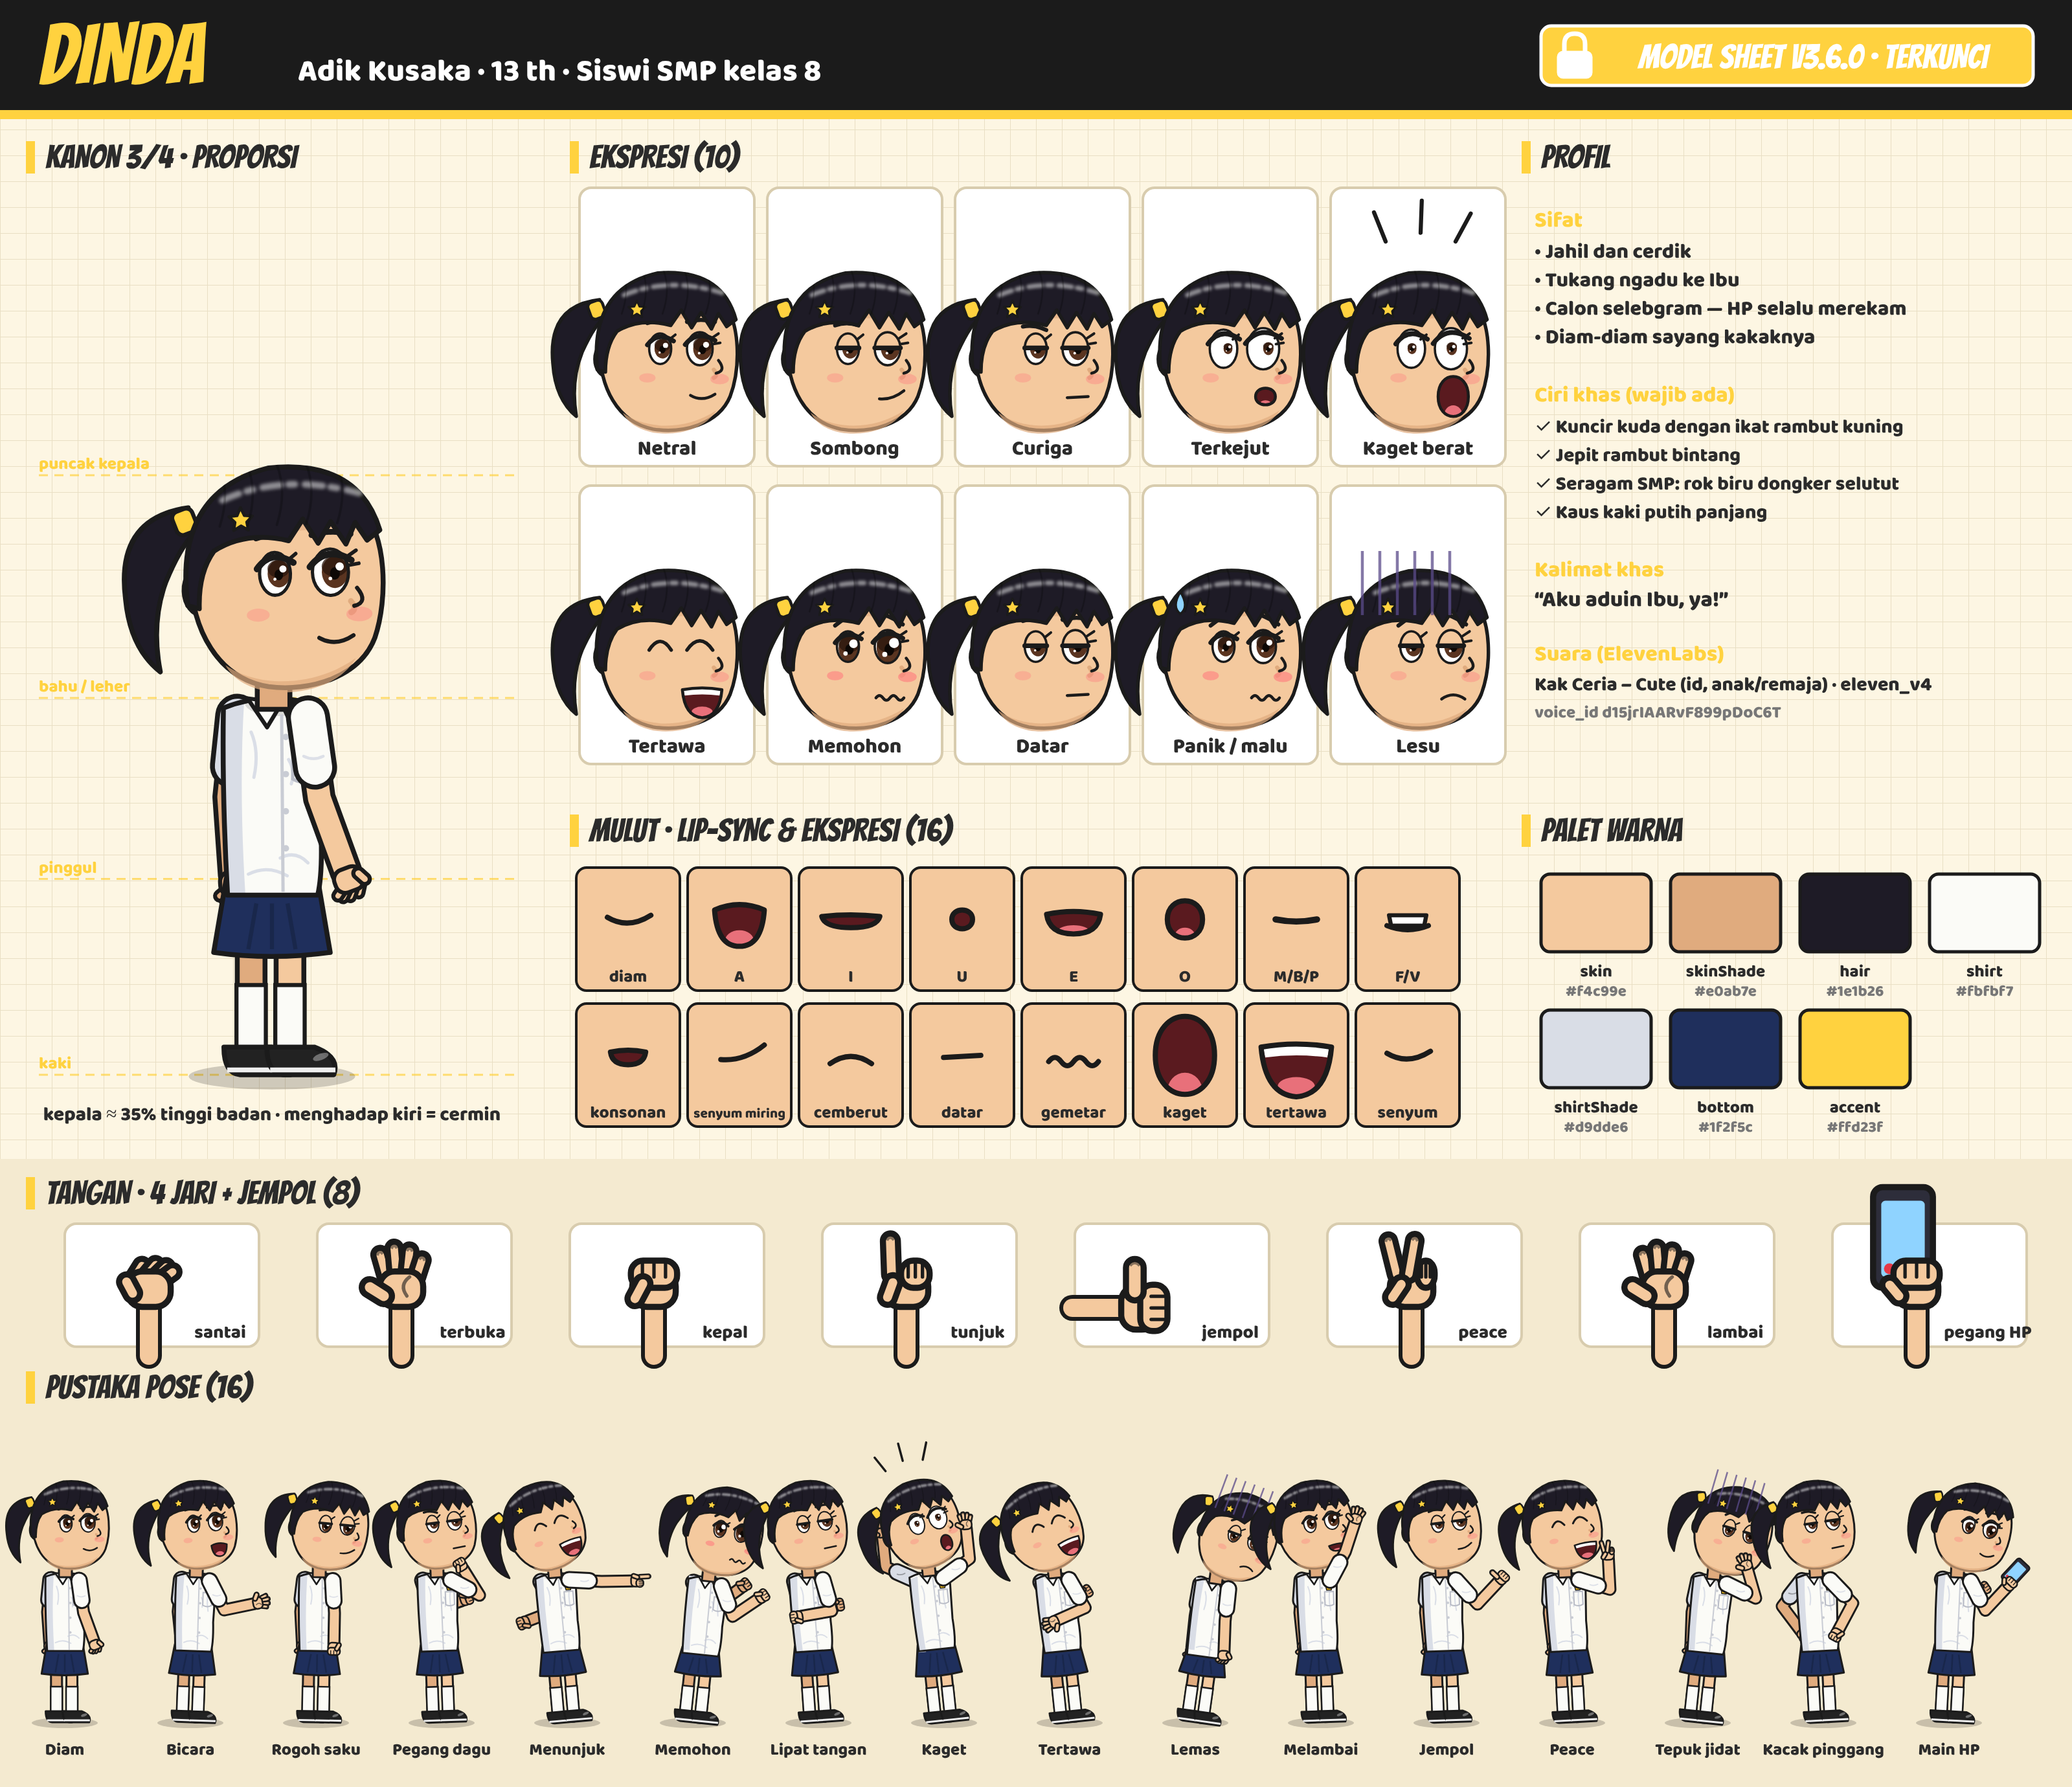 DINDA
Adik Kusaka · 13 th · Siswi SMP kelas 8
MODEL SHEET V3.6.0 · TERKUNCI
KANON 3/4 · PROPORSI
puncak kepala
bahu / leher
pinggul
kaki
kepala ≈ 35% tinggi badan · menghadap kiri = cermin
EKSPRESI (10)
Netral
Sombong
Curiga
Terkejut
Kaget berat
Tertawa
Memohon
Datar
Panik / malu
Lesu
MULUT · LIP-SYNC & EKSPRESI (16)
diam
A
I
U
E
O
M/B/P
F/V
konsonan
senyum miring
cemberut
datar
gemetar
kaget
tertawa
senyum
PROFIL
Sifat
• Jahil dan cerdik
• Tukang ngadu ke Ibu
• Calon selebgram — HP selalu merekam
• Diam-diam sayang kakaknya
Ciri khas (wajib ada)
✓ Kuncir kuda dengan ikat rambut kuning
✓ Jepit rambut bintang
✓ Seragam SMP: rok biru dongker selutut
✓ Kaus kaki putih panjang
Kalimat khas
“Aku aduin Ibu, ya!”
Suara (ElevenLabs)
Kak Ceria – Cute (id, anak/remaja) · eleven_v4
voice_id d15jrIAARvF899pDoC6T
PALET WARNA
skin
#f4c99e
skinShade
#e0ab7e
hair
#1e1b26
shirt
#fbfbf7
shirtShade
#d9dde6
bottom
#1f2f5c
accent
#ffd23f
TANGAN · 4 JARI + JEMPOL (8)
santai
terbuka
kepal
tunjuk
jempol
peace
lambai
pegang HP
PUSTAKA POSE (16)
Diam
Bicara
Rogoh saku
Pegang dagu
Menunjuk
Memohon
Lipat tangan
Kaget
Tertawa
Lemas
Melambai
Jempol
Peace
Tepuk jidat
Kacak pinggang
Main HP